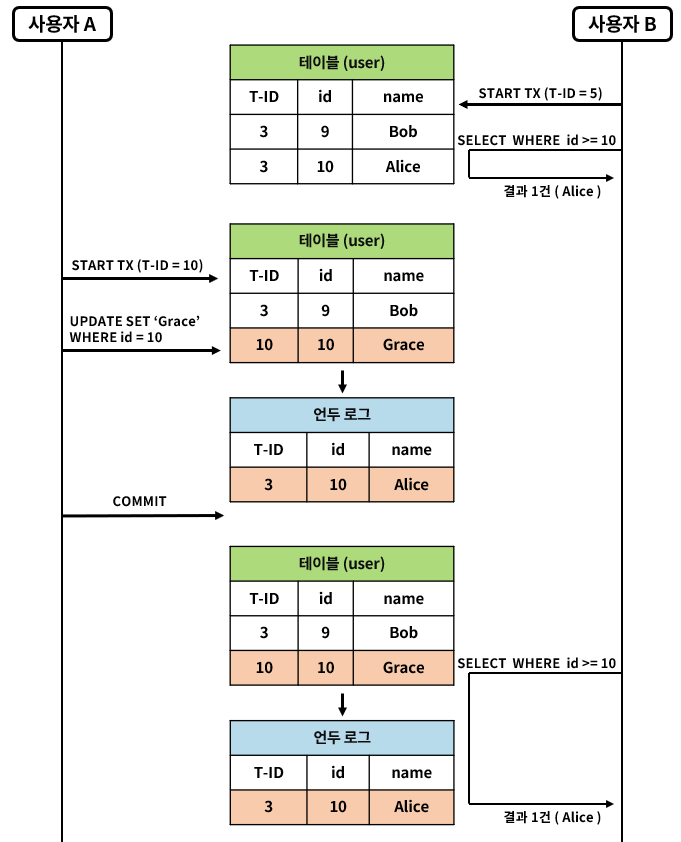 사용자 A
사용자 B
테이블 (user)
T-ID id name
3 9 Bob
3 10 Alice
START TX (T-ID = 5)
SELECT WHERE id >= 10
결과 1건 ( Alice )
START TX (T-ID = 10)
UPDATE SET ‘Grace’
WHERE id = 10
테이블 (user)
T-ID id name
3 9 Bob
10 10 Grace
언두 로그
T-ID id name
3 10 Alice
COMMIT
테이블 (user)
T-ID id name
3 9 Bob
10 10 Grace
SELECT WHERE id >= 10
언두 로그
T-ID id name
3 10 Alice
결과 1건 ( Alice )